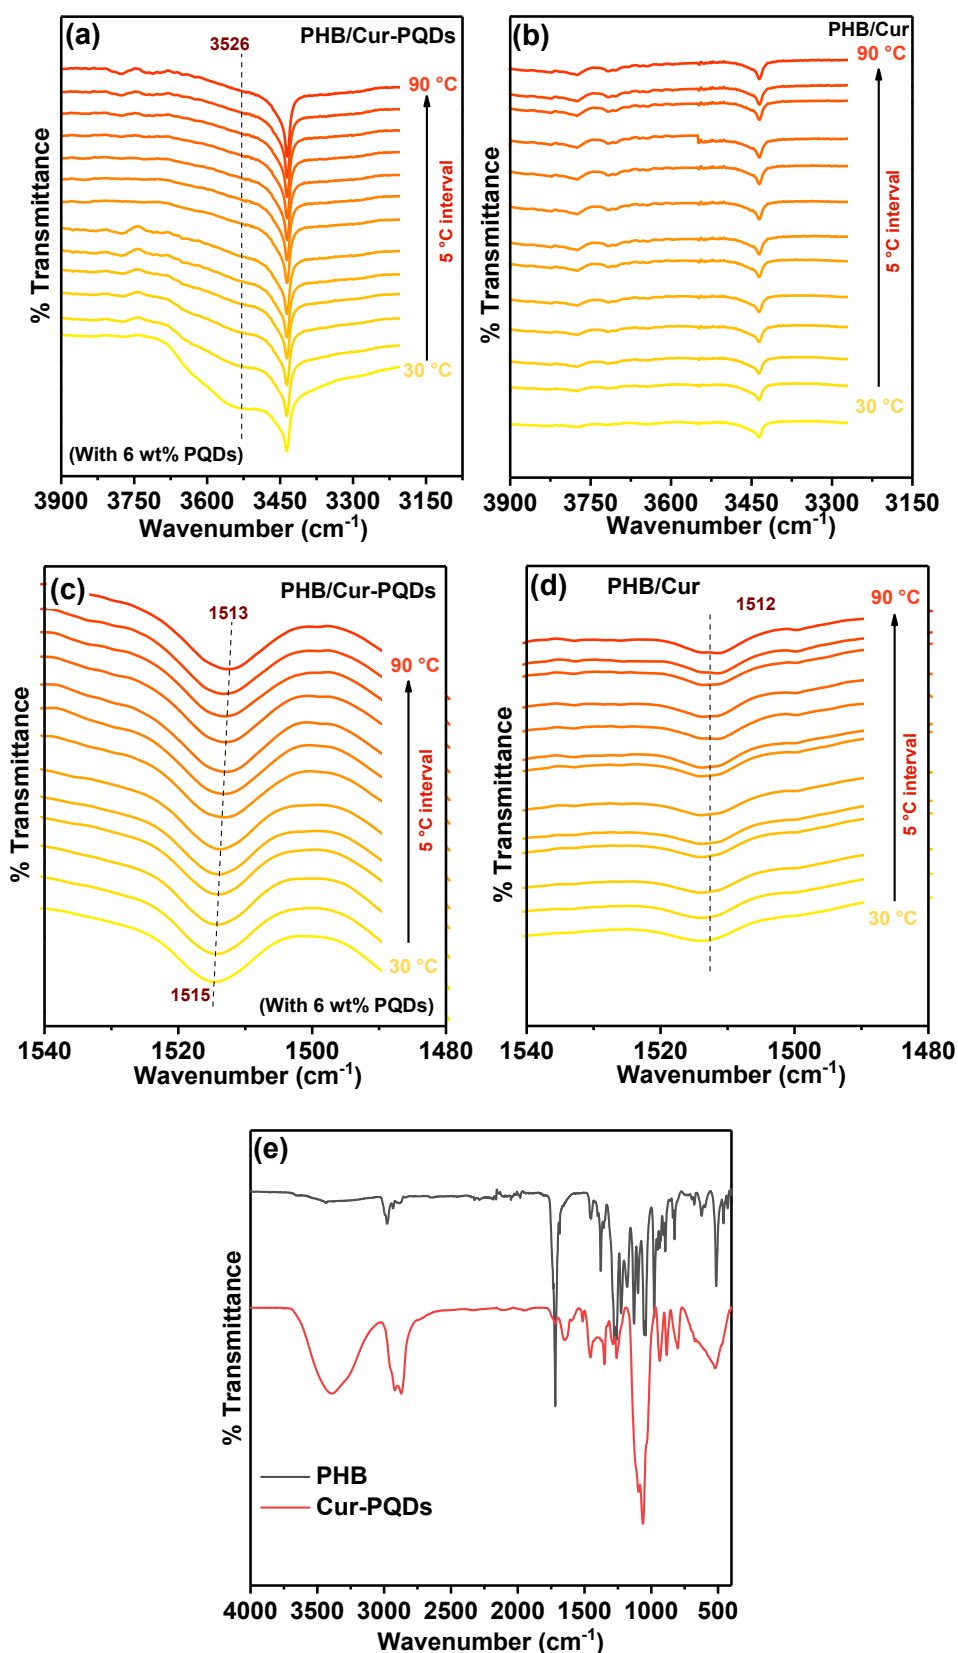 (a)
3526
PHB/Cur-PQDs
90 °C
5 °C interval
30 °C
(With 6 wt% PQDs)
% Transmittance
3900 3750 3600 3450 3300 3150
Wavenumber (cm-1)
(b)
PHB/Cur
90 °C
5 °C interval
30 °C
% Transmittance
3900 3750 3600 3450 3300 3150
Wavenumber (cm-1)
(c)
PHB/Cur-PQDs
1513
90 °C
5 °C interval
30 °C
1515
(With 6 wt% PQDs)
% Transmittance
1540 1520 1500 1480
Wavenumber (cm-1)
(d)
PHB/Cur
1512
90 °C
5 °C interval
30 °C
% Transmittance
1540 1520 1500 1480
Wavenumber (cm-1)
(e)
% Transmittance
PHB
Cur-PQDs
4000 3500 3000 2500 2000 1500 1000 500
Wavenumber (cm-1)